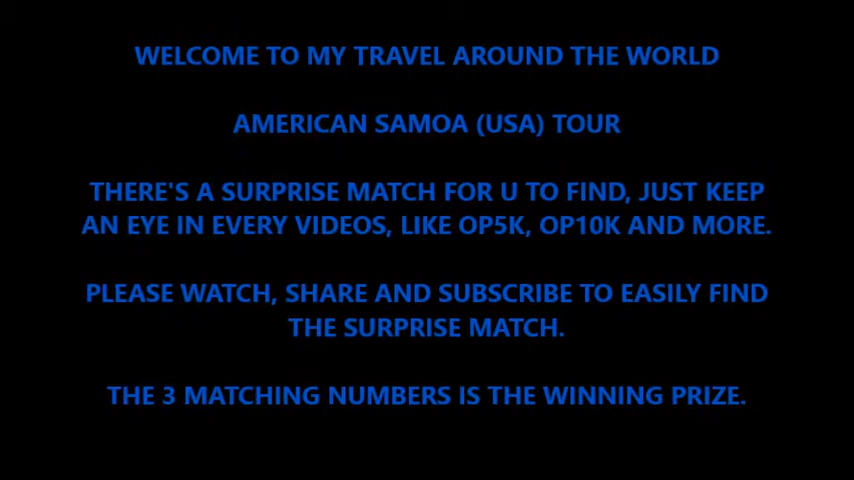 WELCOME TO MY TRAVEL AROUND THE WORLD
AMERICAN SAMOA (USA) TOUR
THERE'S A SURPRISE MATCH FOR U TO FIND, JUST KEEP
AN EYE IN EVERY VIDEOS, LIKE OP5K, OP10K AND MORE.
PLEASE WATCH, SHARE AND SUBSCRIBE TO EASILY FIND
THE SURPRISE MATCH.
THE 3 MATCHING NUMBERS IS THE WINNING PRIZE.